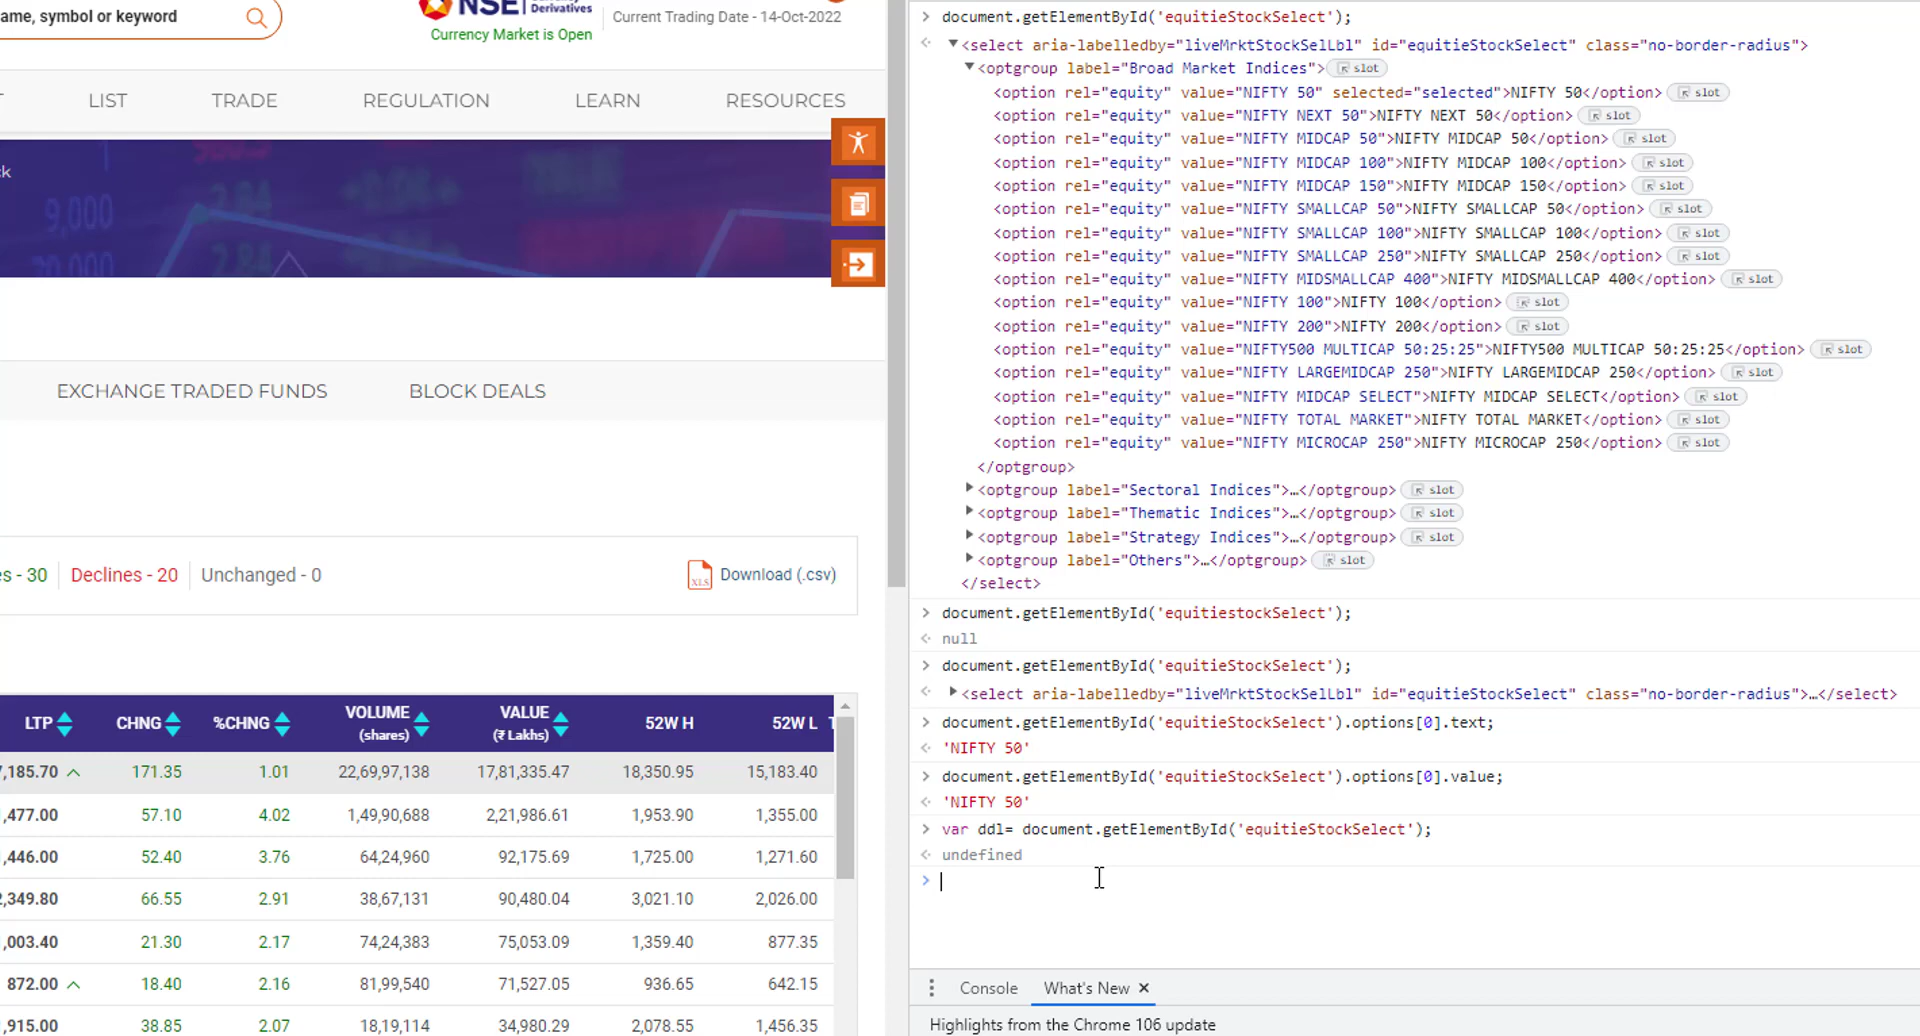 ame, symbol or keyword
NSE
Currency
Derivatives
Current Trading Date - 14-Oct-2022
Currency Market is Open
LIST
TRADE
REGULATION
LEARN
RESOURCES
ck
9,000
2.84
2.84
EXCHANGE TRADED FUNDS
BLOCK DEALS
es - 30
Declines - 20
Unchanged - 0
XLS
Download (.csv)
LTP CHNG %CHNG VOLUME (shares) VALUE (₹ Lakhs) 52W H 52W L T
7,185.70 171.35 1.01 22,69,97,138 17,81,335.47 18,350.95 15,183.40
,477.00 57.10 4.02 1,49,90,688 2,21,986.61 1,953.90 1,355.00
,446.00 52.40 3.76 64,24,960 92,175.69 1,725.00 1,271.60
2,349.80 66.55 2.91 38,67,131 90,480.04 3,021.10 2,026.00
,003.40 21.30 2.17 74,24,383 75,053.09 1,359.40 877.35
872.00 18.40 2.16 81,99,540 71,527.05 936.65 642.15
,915.00 38.85 2.07 18,19,114 34,980.29 2,078.55 1,456.35
> document.getElementById('equitieStockSelect');
<select aria-labelledby="liveMrktStockSelLbl" id="equitieStockSelect" class="no-border-radius">
<optgroup label="Broad Market Indices"> slot
<option rel="equity" value="NIFTY 50" selected="selected">NIFTY 50</option> slot
<option rel="equity" value="NIFTY NEXT 50">NIFTY NEXT 50</option> slot
<option rel="equity" value="NIFTY MIDCAP 50">NIFTY MIDCAP 50</option> slot
<option rel="equity" value="NIFTY MIDCAP 100">NIFTY MIDCAP 100</option> slot
<option rel="equity" value="NIFTY MIDCAP 150">NIFTY MIDCAP 150</option> slot
<option rel="equity" value="NIFTY SMALLCAP 50">NIFTY SMALLCAP 50</option> slot
<option rel="equity" value="NIFTY SMALLCAP 100">NIFTY SMALLCAP 100</option> slot
<option rel="equity" value="NIFTY SMALLCAP 250">NIFTY SMALLCAP 250</option> slot
<option rel="equity" value="NIFTY MIDSMALLCAP 400">NIFTY MIDSMALLCAP 400</option> slot
<option rel="equity" value="NIFTY 100">NIFTY 100</option> slot
<option rel="equity" value="NIFTY 200">NIFTY 200</option> slot
<option rel="equity" value="NIFTY500 MULTICAP 50:25:25">NIFTY500 MULTICAP 50:25:25</option> slot
<option rel="equity" value="NIFTY LARGEMIDCAP 250">NIFTY LARGEMIDCAP 250</option> slot
<option rel="equity" value="NIFTY MIDCAP SELECT">NIFTY MIDCAP SELECT</option> slot
<option rel="equity" value="NIFTY TOTAL MARKET">NIFTY TOTAL MARKET</option> slot
<option rel="equity" value="NIFTY MICROCAP 250">NIFTY MICROCAP 250</option> slot
</optgroup>
<optgroup label="Sectoral Indices">…</optgroup> slot
<optgroup label="Thematic Indices">…</optgroup> slot
<optgroup label="Strategy Indices">…</optgroup> slot
<optgroup label="Others">…</optgroup> slot
</select>
> document.getElementById('equitiestockSelect');
null
> document.getElementById('equitieStockSelect');
<select aria-labelledby="liveMrktStockSelLbl" id="equitieStockSelect" class="no-border-radius">…</select>
> document.getElementById('equitieStockSelect').options[0].text;
'NIFTY 50'
> document.getElementById('equitieStockSelect').options[0].value;
'NIFTY 50'
> var ddl= document.getElementById('equitieStockSelect');
undefined
>
Console
What's New ×
Highlights from the Chrome 106 update